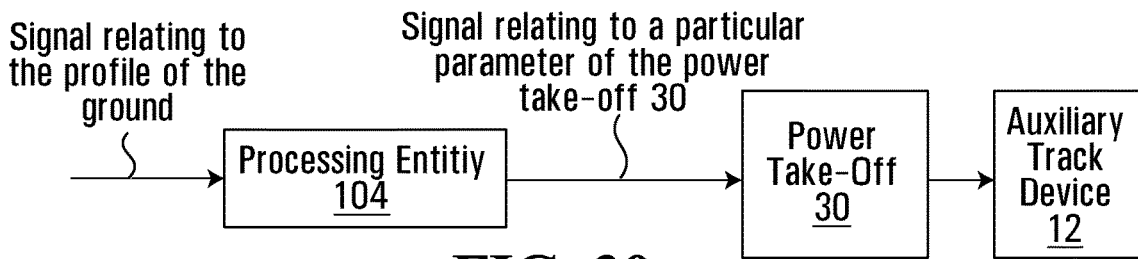 Signal relating to
the profile of the
ground
Signal relating to a particular
parameter of the power
take-off 30
Processing Entitiy
104
Power
Take-Off
30
Auxiliary
Track
Device
12